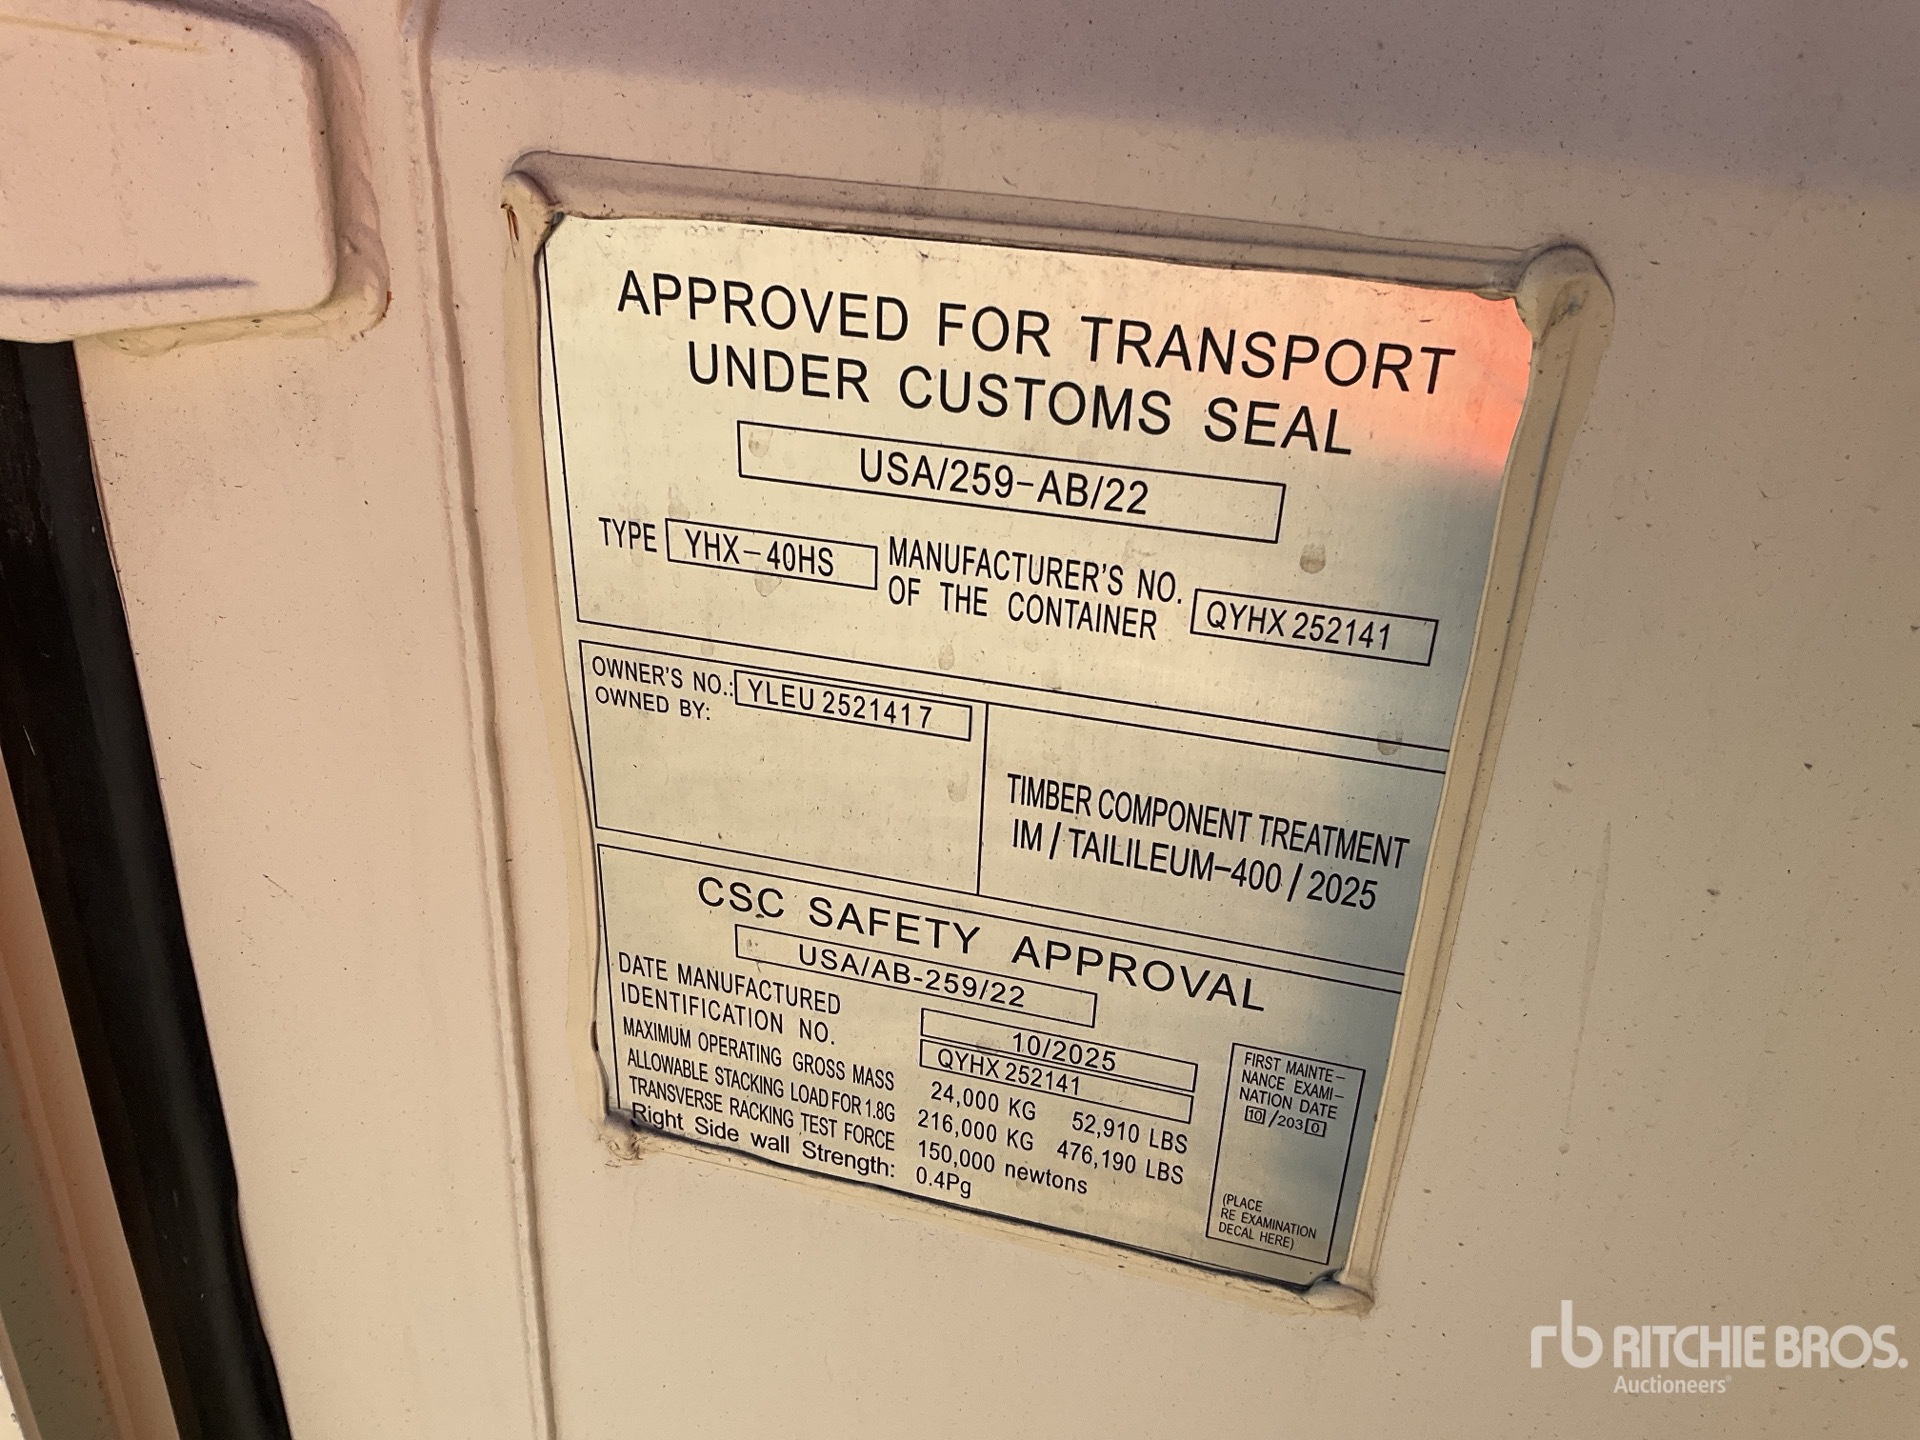 APPROVED FOR TRANSPORT
UNDER CUSTOMS SEAL
USA/259-AB/22
TYPE YHX-40HS MANUFACTURER'S NO.
OF THE CONTAINER QYHX 252141
OWNER'S NO.: YLEU 2521417
OWNED BY:
TIMBER COMPONENT TREATMENT
IM / TAILILEUM-400 / 2025
CSC SAFETY APPROVAL
USA/AB-259/22
DATE MANUFACTURED 10/2025
IDENTIFICATION NO. QYHX 252141
MAXIMUM OPERATING GROSS MASS 24,000 KG 52,910 LBS
ALLOWABLE STACKING LOAD FOR 1.8G 216,000 KG 476,190 LBS
TRANSVERSE RACKING TEST FORCE 150,000 newtons
Right Side wall Strength: 0.4Pg
FIRST MAINTE-
NANCE EXAMI-
NATION DATE
10/2030
(PLACE
RE EXAMINATION
DECAL HERE)
rb RITCHIE BROS.
Auctioneers